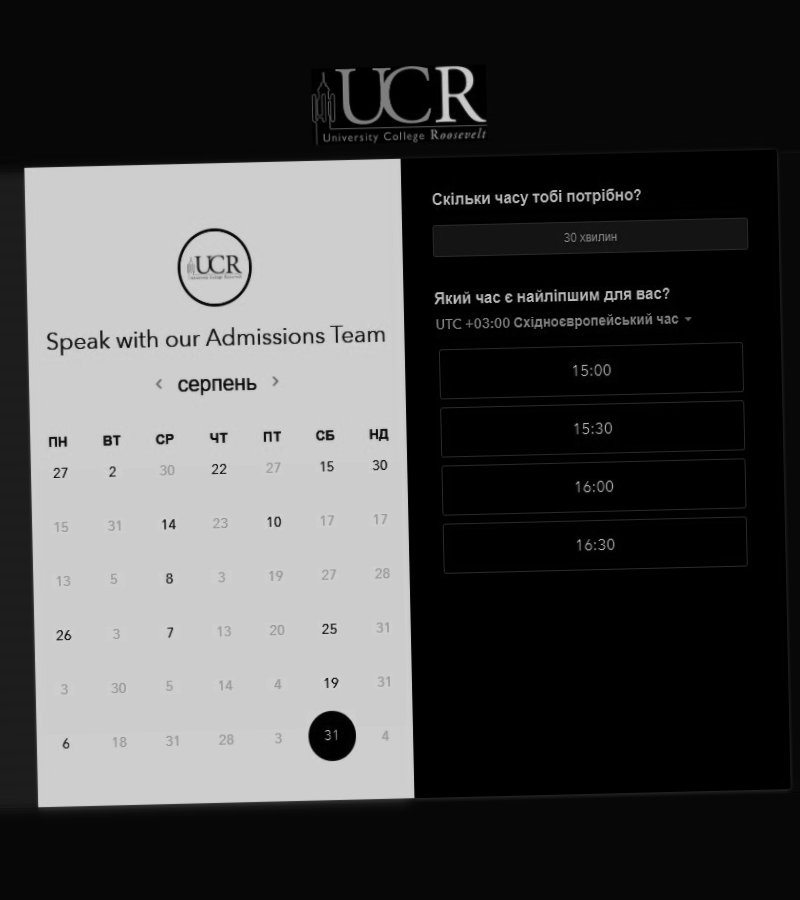 UCR
University College Roosevelt
UCR
Speak with our Admissions Team
серпень
ПН ВТ СР ЧТ ПТ СБ НД
27 2 30 22 27 15 30
15 31 14 23 10 17 17
13 5 8 3 19 27 28
26 3 7 13 20 25 31
3 30 5 14 4 19 31
6 18 31 28 3 31 4
Скільки часу тобі потрібно?
30 хвилин
Який час є найліпшим для вас?
UTC +03:00 Східноєвропейський час
15:00
15:30
16:00
16:30